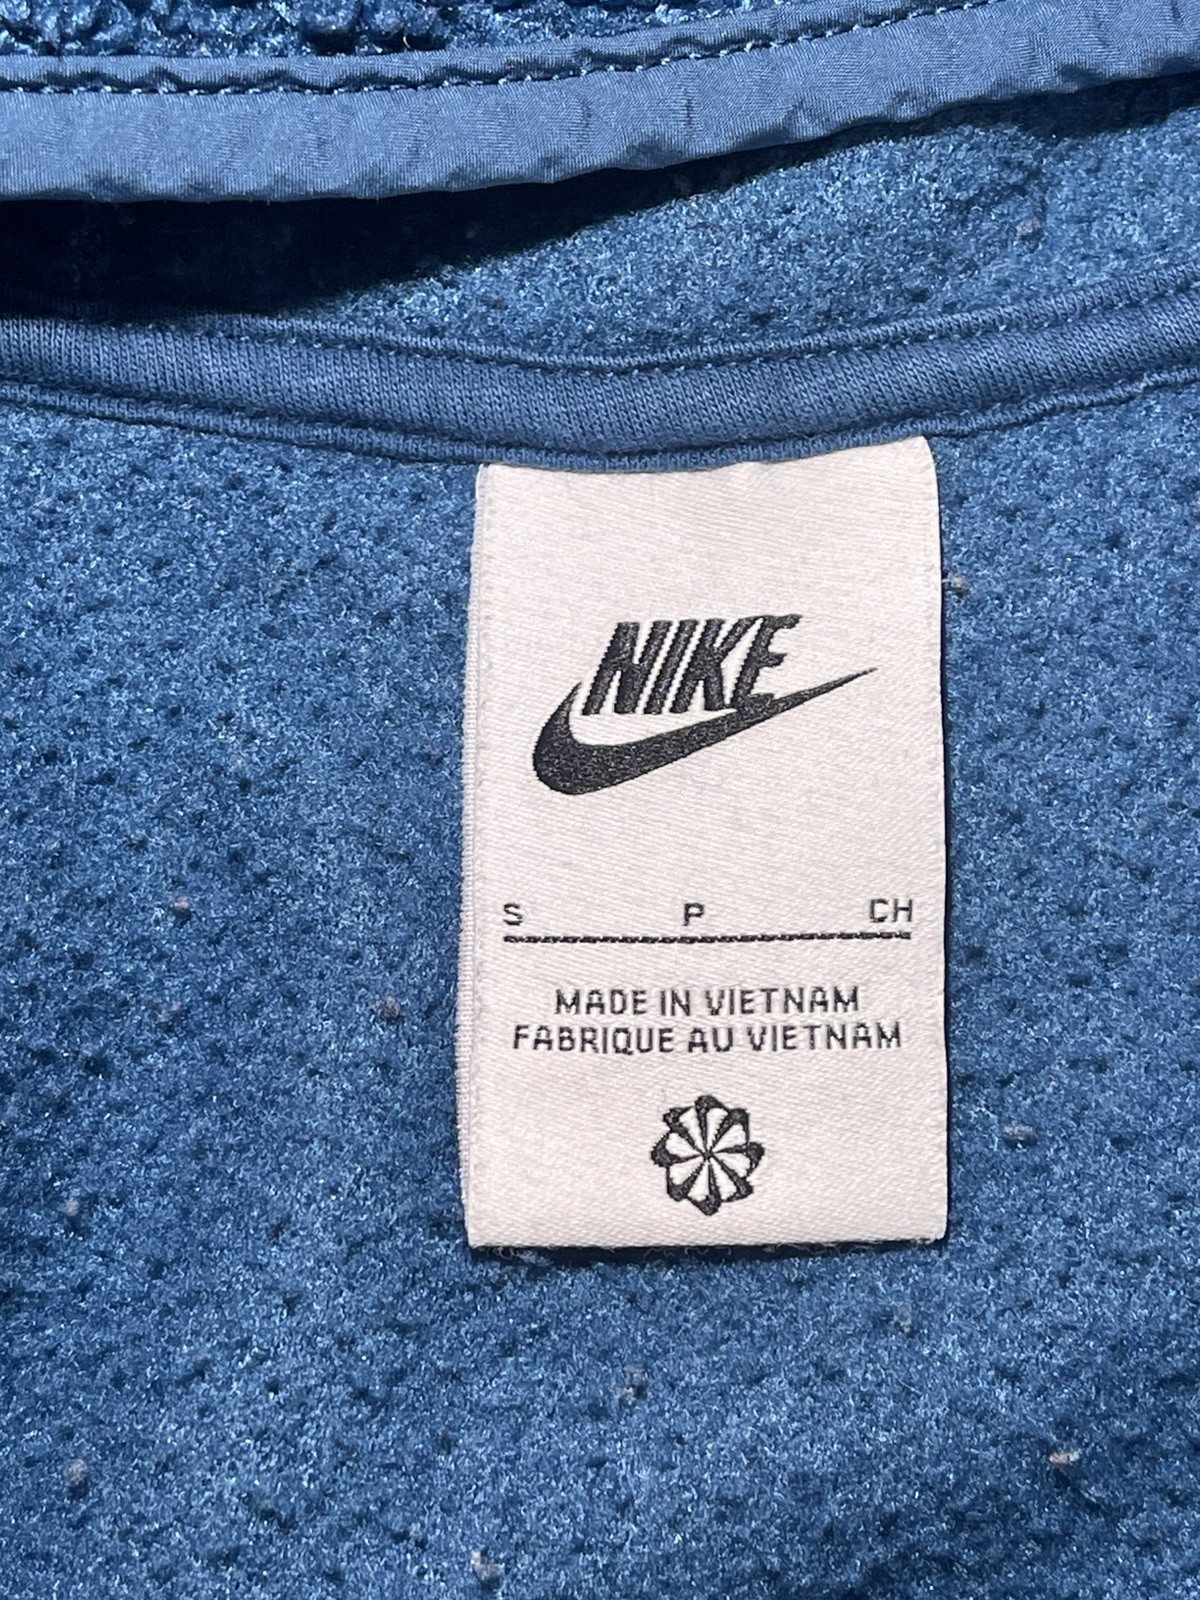 NIKE
S P CH
MADE IN VIETNAM
FABRIQUE AU VIETNAM